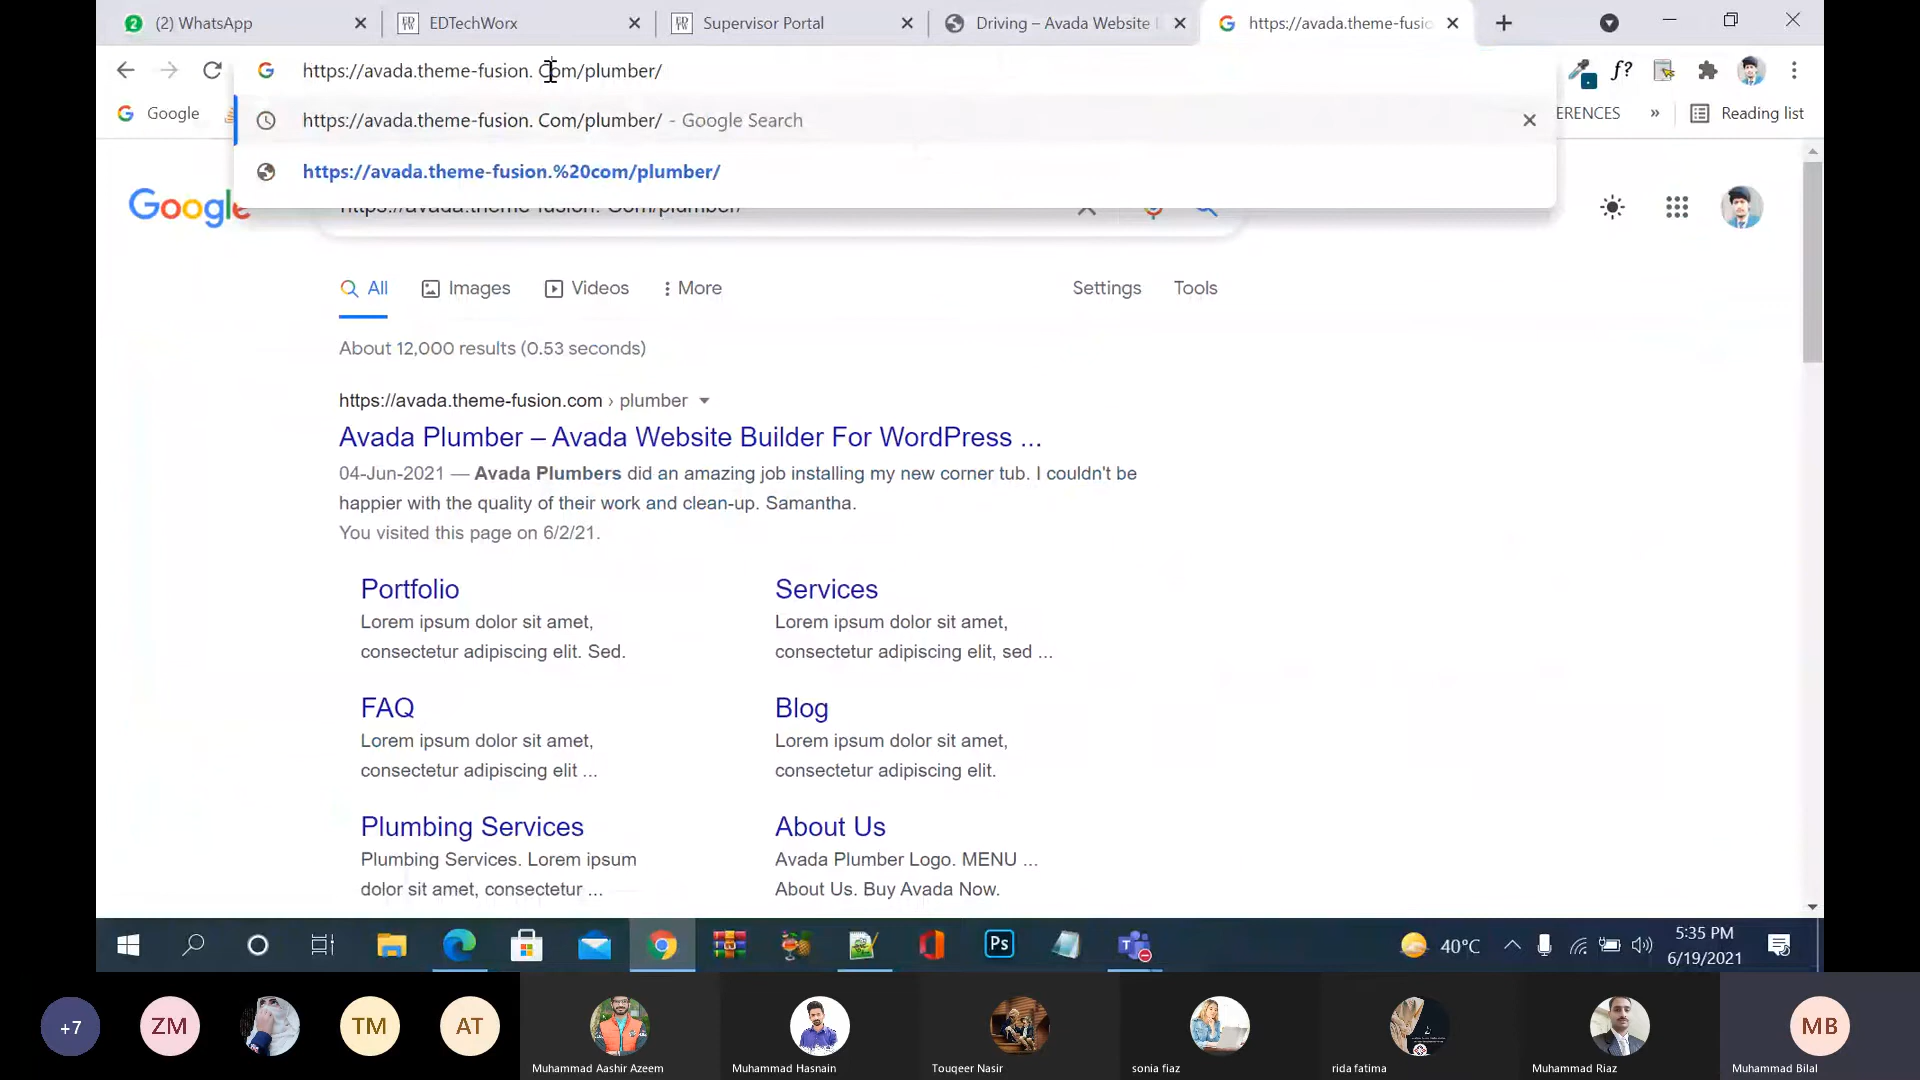 (2) WhatsApp
EDTechWorx
Supervisor Portal
Driving – Avada Website
https://avada.theme-fusio
https://avada.theme-fusion. Com/plumber/
f?
Google
ERENCES
»
Reading list
https://avada.theme-fusion. Com/plumber/ - Google Search
https://avada.theme-fusion.%20com/plumber/
Google
https://avada.theme-fusion. Com/plumber/
All
Images
Videos
More
Settings
Tools
About 12,000 results (0.53 seconds)
https://avada.theme-fusion.com › plumber
Avada Plumber – Avada Website Builder For WordPress ...
04-Jun-2021 — Avada Plumbers did an amazing job installing my new corner tub. I couldn't be
happier with the quality of their work and clean-up. Samantha.
You visited this page on 6/2/21.
Portfolio
Lorem ipsum dolor sit amet,
consectetur adipiscing elit. Sed.
Services
Lorem ipsum dolor sit amet,
consectetur adipiscing elit, sed ...
FAQ
Lorem ipsum dolor sit amet,
consectetur adipiscing elit ...
Blog
Lorem ipsum dolor sit amet,
consectetur adipiscing elit.
Plumbing Services
Plumbing Services. Lorem ipsum
dolor sit amet, consectetur ...
About Us
Avada Plumber Logo. MENU ...
About Us. Buy Avada Now.
Ps
40°C
5:35 PM
6/19/2021
+7
ZM
TM
AT
MB
Muhammad Aashir Azeem
Muhammad Hasnain
Touqeer Nasir
sonia fiaz
rida fatima
Muhammad Riaz
Muhammad Bilal